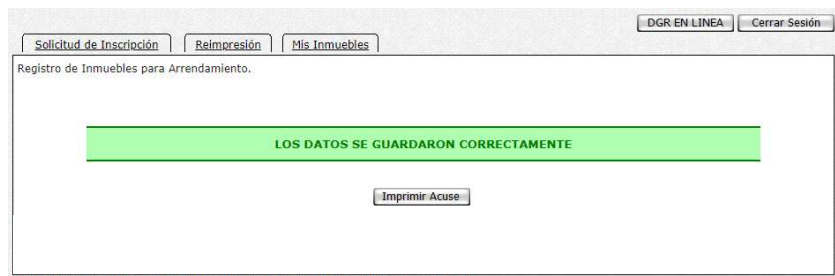 DGR EN LINEA Cerrar Sesión
Solicitud de Inscripción Reimpresión Mis Inmuebles
Registro de Inmuebles para Arrendamiento.
LOS DATOS SE GUARDARON CORRECTAMENTE
Imprimir Acuse